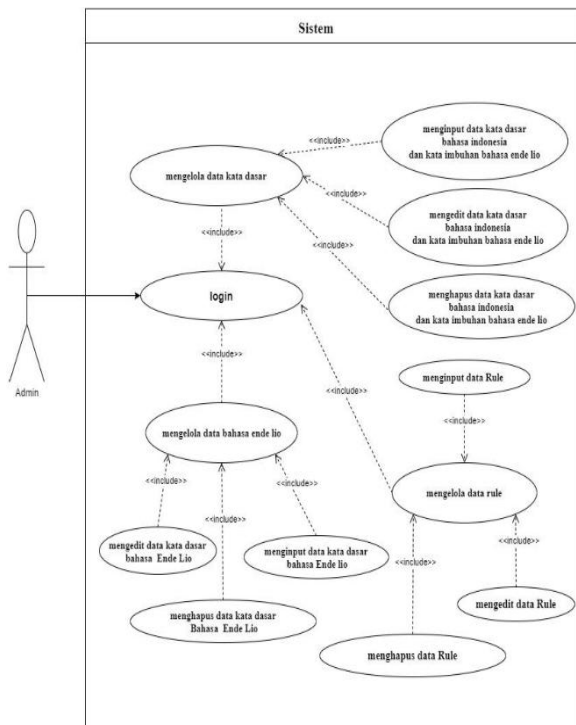 Sistem
menginput data kata dasar
bahasa indonesia
dan kata imbuhan bahasa ende lio
<<include>>
mengelola data kata dasar
<<include>>
mengedit data kata dasar
bahasa indonesia
dan kata imbuhan bahasa ende lio
<<include>>
<<include>>
menghapus data kata dasar
bahasa indonesia
dan kata imbuhan bahasa ende lio
login
Admin
<<include>>
<<include>>
menginput data Rule
<<include>>
mengelola data bahasa ende lio
<<include>>
<<include>>
<<include>>
mengelola data rule
mengedit data kata dasar
bahasa Ende Lio
menginput data kata dasar
bahasa Ende lio
<<include>>
<<include>>
menghapus data kata dasar
Bahasa Ende Lio
mengedit data Rule
menghapus data Rule